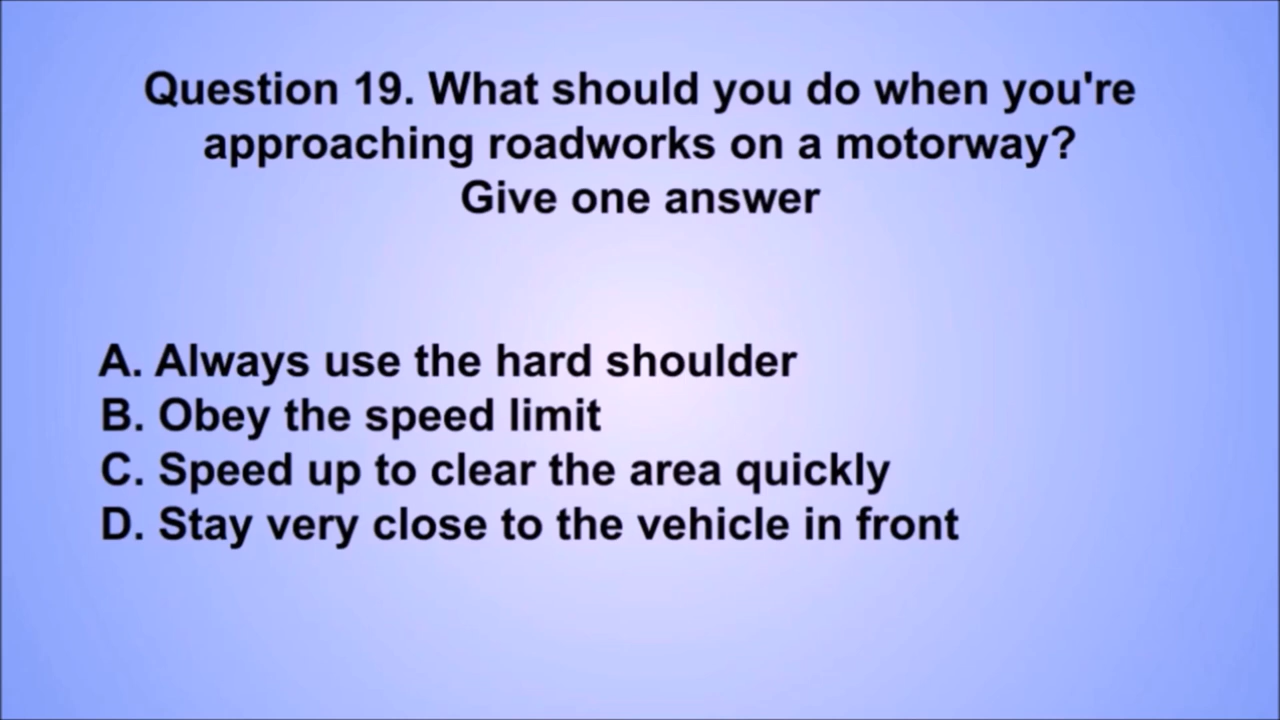 Question 19. What should you do when you're
approaching roadworks on a motorway?
Give one answer
A. Always use the hard shoulder
B. Obey the speed limit
C. Speed up to clear the area quickly
D. Stay very close to the vehicle in front